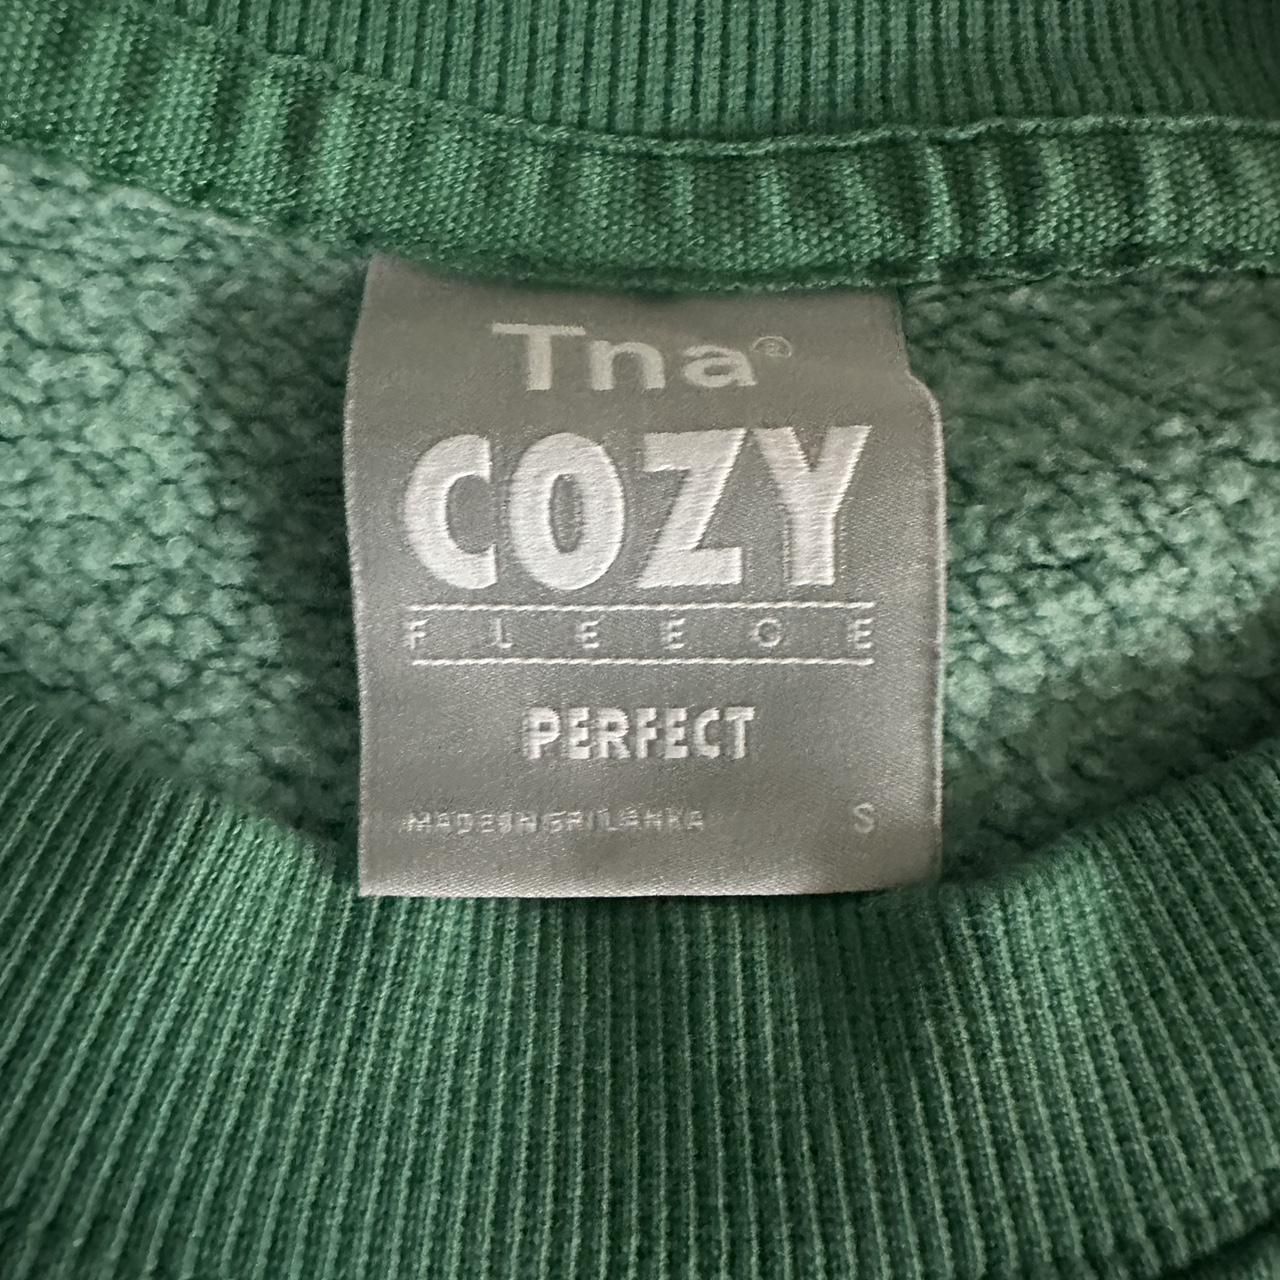 Tna®
COZY
FLEECE
PERFECT
MADE IN SRI LANKA S